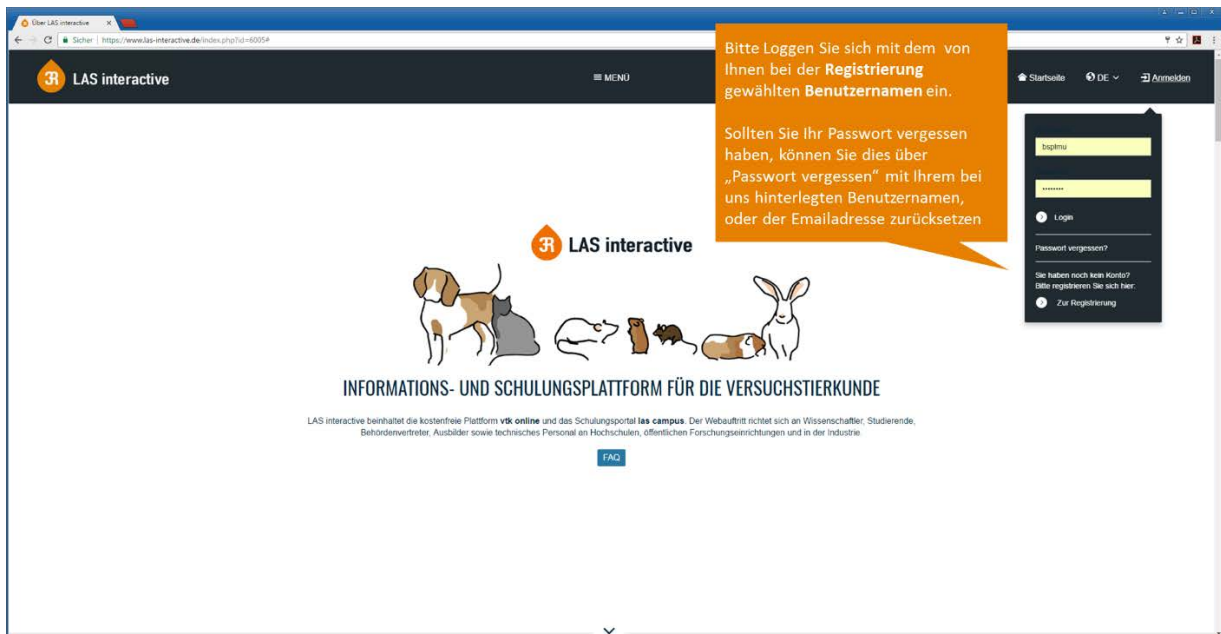 Über LAS interactive
Sicher | https://www.las-interactive.de/index.php?id=6005#
LAS interactive
MENÜ
Startseite
DE
Anmelden
Bitte Loggen Sie sich mit dem von
Ihnen bei der Registrierung
gewählten Benutzernamen ein.
Sollten Sie Ihr Passwort vergessen
haben, können Sie dies über
„Passwort vergessen“ mit Ihrem bei
uns hinterlegten Benutzernamen,
oder der Emailadresse zurücksetzen
bsplmu
········
Login
Passwort vergessen?
Sie haben noch kein Konto?
Bitte registrieren Sie sich hier:
Zur Registrierung
3R LAS interactive
INFORMATIONS- UND SCHULUNGSPLATTFORM FÜR DIE VERSUCHSTIERKUNDE
LAS interactive beinhaltet die kostenfreie Plattform vtk online und das Schulungsportal las campus. Der Webauftritt richtet sich an Wissenschaftler, Studierende,
Behördenvertreter, Ausbilder sowie technisches Personal an Hochschulen, öffentlichen Forschungseinrichtungen und in der Industrie.
FAQ